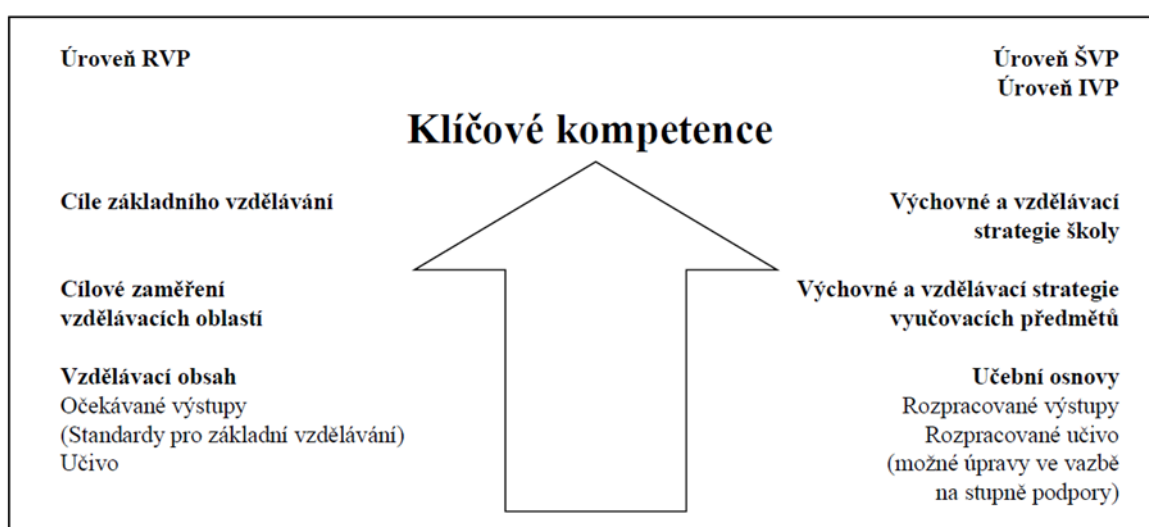 Úroveň RVP
Úroveň ŠVP
Úroveň IVP
Klíčové kompetence
Cíle základního vzdělávání
Výchovné a vzdělávací
strategie školy
Cílové zaměření
vzdělávacích oblastí
Výchovné a vzdělávací strategie
vyučovacích předmětů
Vzdělávací obsah
Očekávané výstupy
(Standardy pro základní vzdělávání)
Učivo
Učební osnovy
Rozpracované výstupy
Rozpracované učivo
(možné úpravy ve vazbě
na stupně podpory)